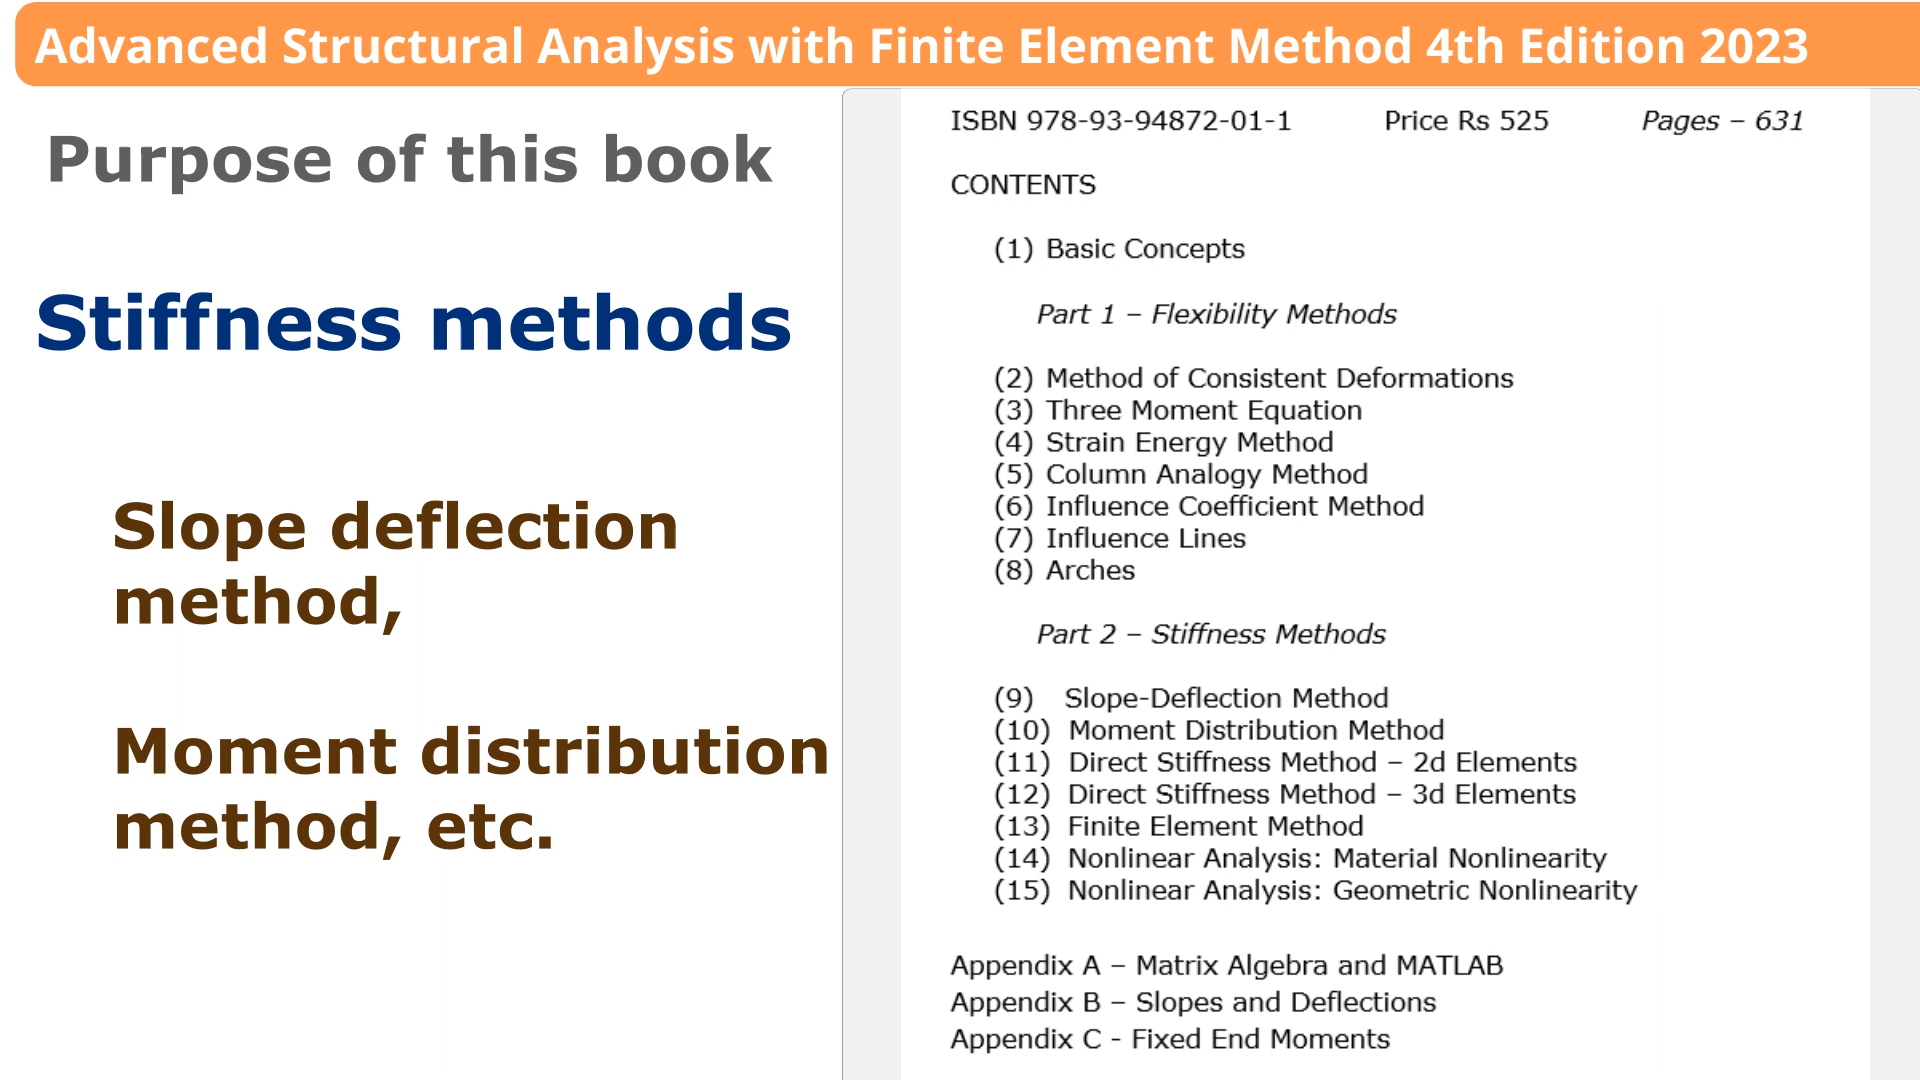 Advanced Structural Analysis with Finite Element Method 4th Edition 2023
Purpose of this book
Stiffness methods
Slope deflection
method,
Moment distribution
method, etc.
ISBN 978-93-94872-01-1 Price Rs 525 Pages – 631
CONTENTS
(1) Basic Concepts
Part 1 – Flexibility Methods
(2) Method of Consistent Deformations
(3) Three Moment Equation
(4) Strain Energy Method
(5) Column Analogy Method
(6) Influence Coefficient Method
(7) Influence Lines
(8) Arches
Part 2 – Stiffness Methods
(9) Slope-Deflection Method
(10) Moment Distribution Method
(11) Direct Stiffness Method – 2d Elements
(12) Direct Stiffness Method – 3d Elements
(13) Finite Element Method
(14) Nonlinear Analysis: Material Nonlinearity
(15) Nonlinear Analysis: Geometric Nonlinearity
Appendix A – Matrix Algebra and MATLAB
Appendix B – Slopes and Deflections
Appendix C - Fixed End Moments